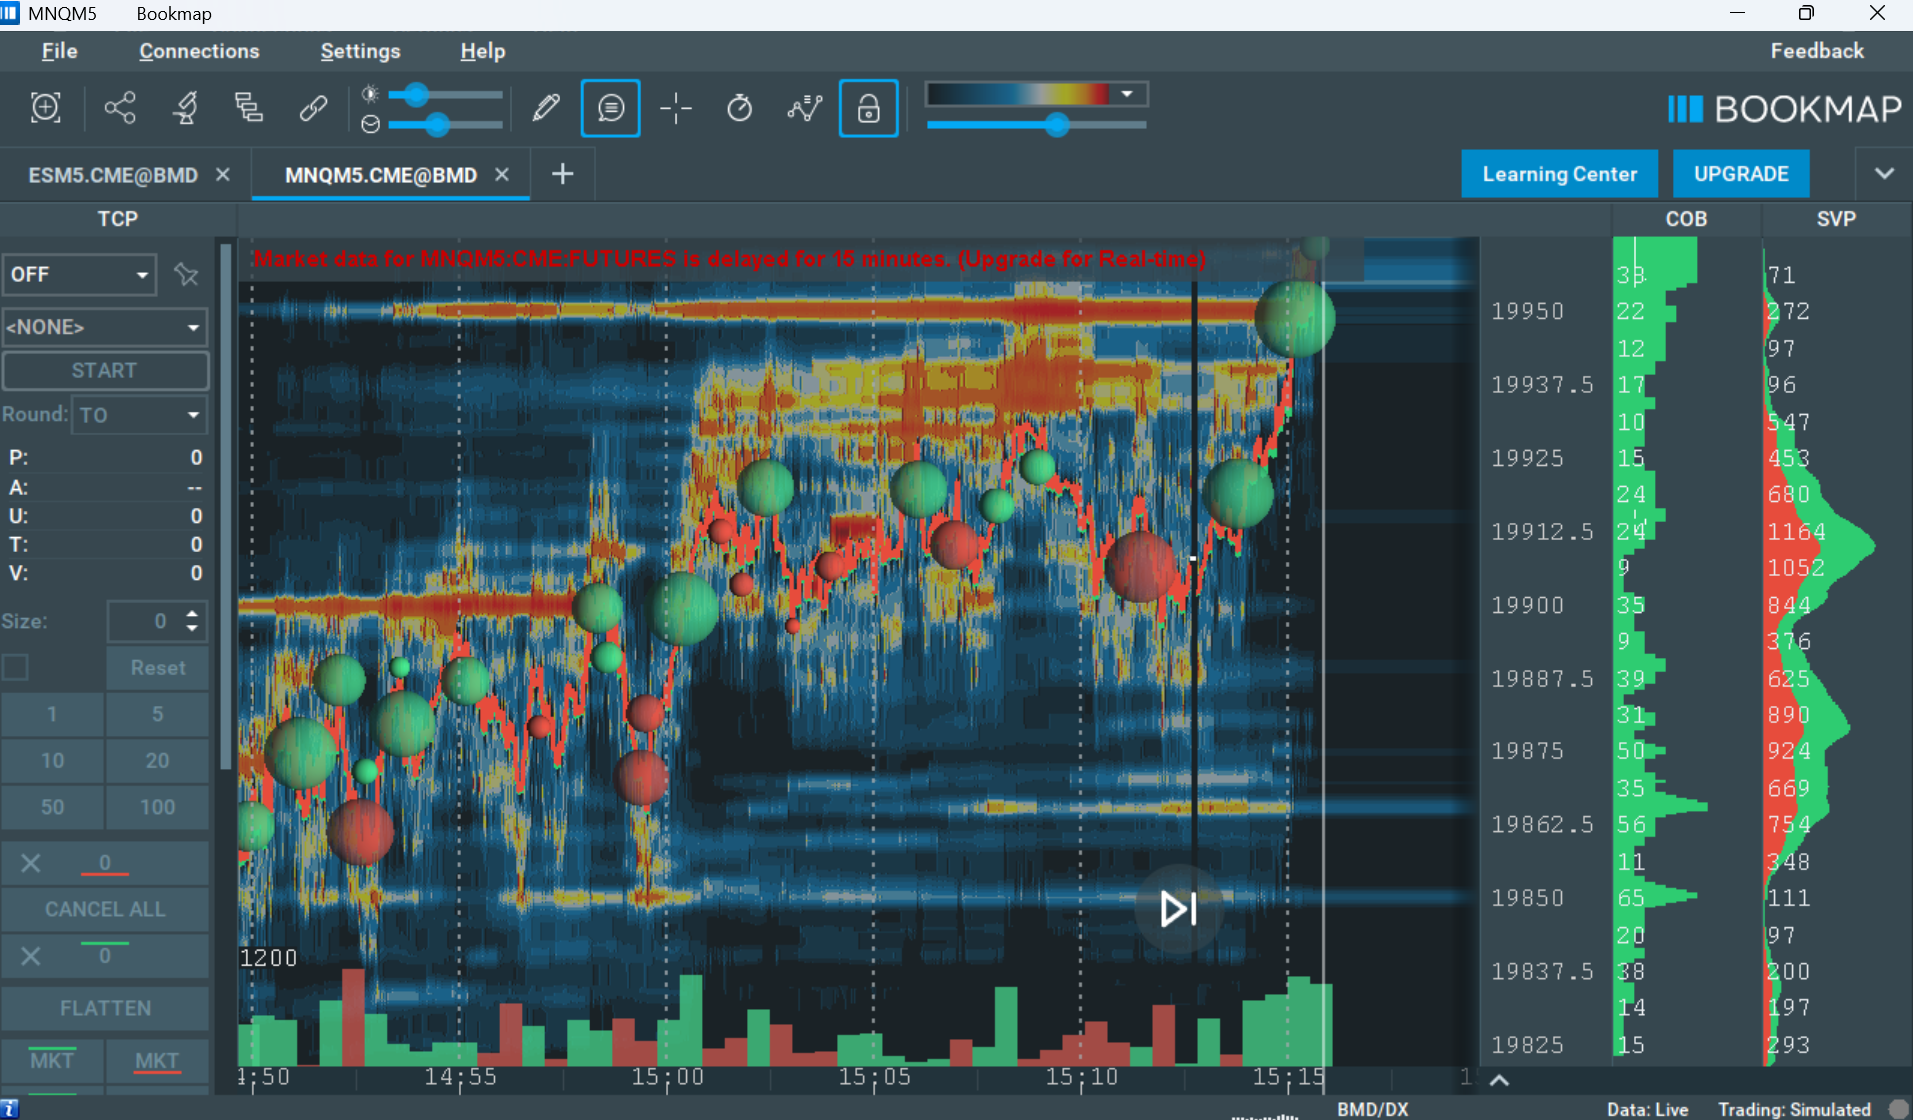 MNQM5 Bookmap
File Connections Settings Help Feedback
BOOKMAP
ESM5.CME@BMD MNQM5.CME@BMD Learning Center UPGRADE
TCP COB SVP
Market data for MNQM5:CME:FUTURES is delayed for 15 minutes. (Upgrade for Real-time)
OFF
<NONE>
START
Round: TO
P: 0
A: --
U: 0
T: 0
V: 0
Size: 0
Reset
1 5
10 20
50 100
0
CANCEL ALL
0
FLATTEN
MKT MKT
1200
71
19950 22 272
12 97
19937.5 17 96
10 547
19925 15 453
24 680
19912.5 24 1164
9 1052
19900 35 844
9 376
19887.5 39 625
31 890
19875 50 924
35 669
19862.5 56 754
11 348
19850 65 111
20 97
19837.5 38 200
14 197
19825 15 293
14:55 15:00 15:05 15:10 15:15
BMD/DX Data: Live Trading: Simulated